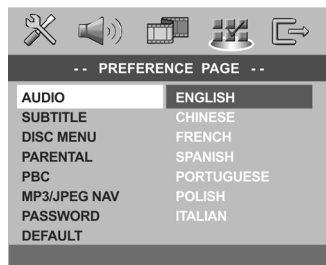 -- PREFERENCE PAGE --
AUDIO ENGLISH
SUBTITLE CHINESE
DISC MENU FRENCH
PARENTAL SPANISH
PBC PORTUGUESE
MP3/JPEG NAV POLISH
PASSWORD ITALIAN
DEFAULT